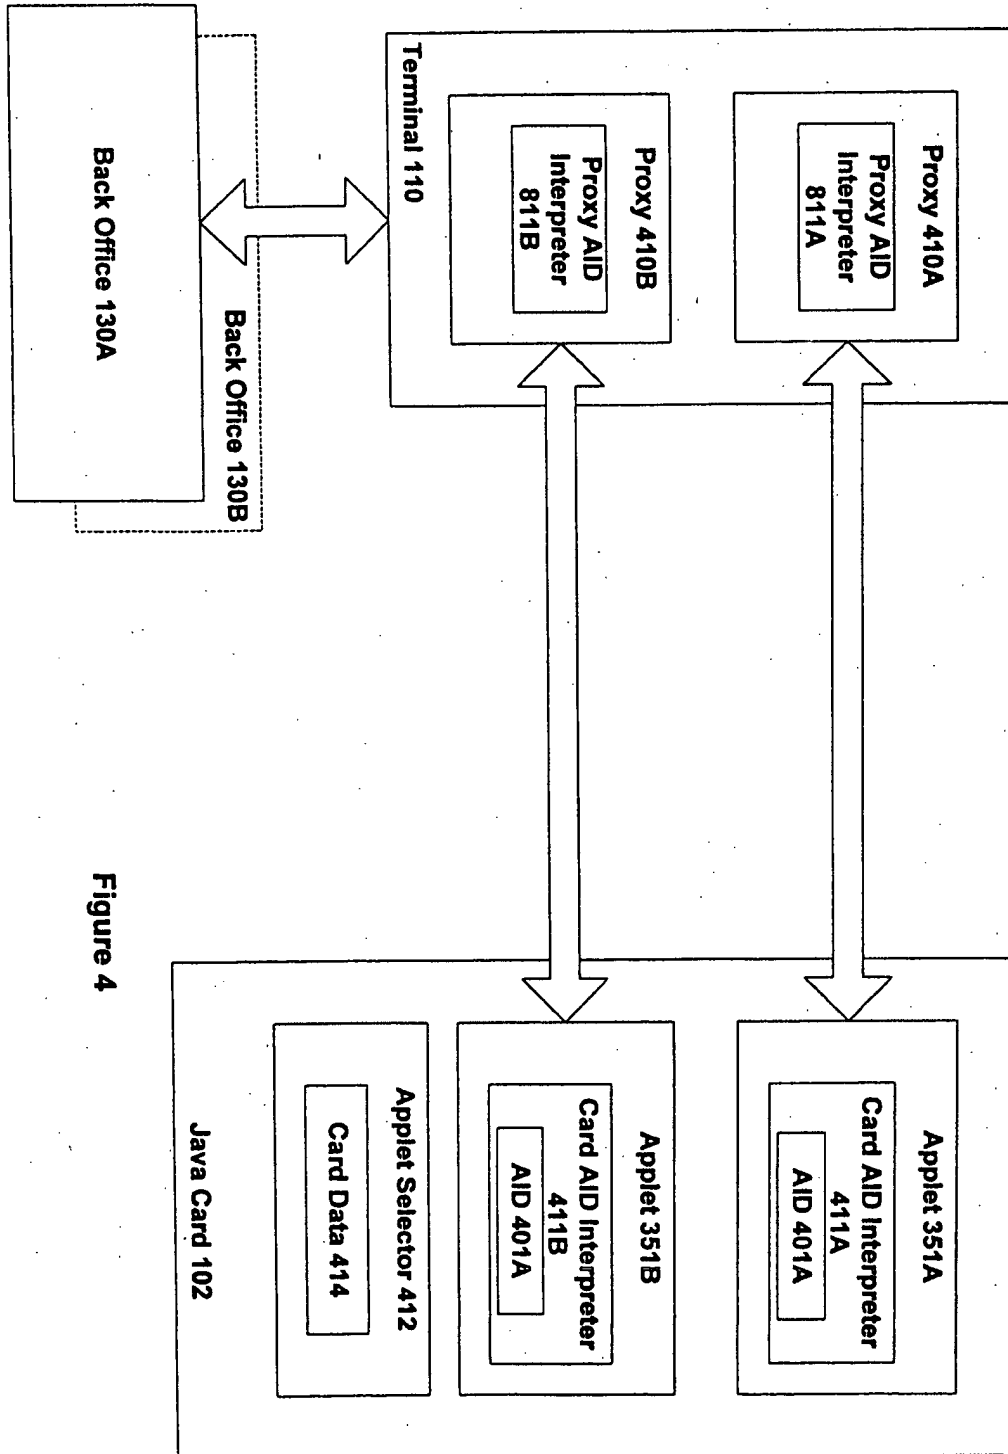 Proxy 410A
Proxy AID
Interpreter
811A
Proxy 410B
Proxy AID
Interpreter
811B
Terminal 110
Back Office 130B
Back Office 130A
Applet 351A
Card AID Interpreter
411A
AID 401A
Applet 351B
Card AID Interpreter
411B
AID 401A
Applet Selector 412
Card Data 414
Java Card 102
Figure 4